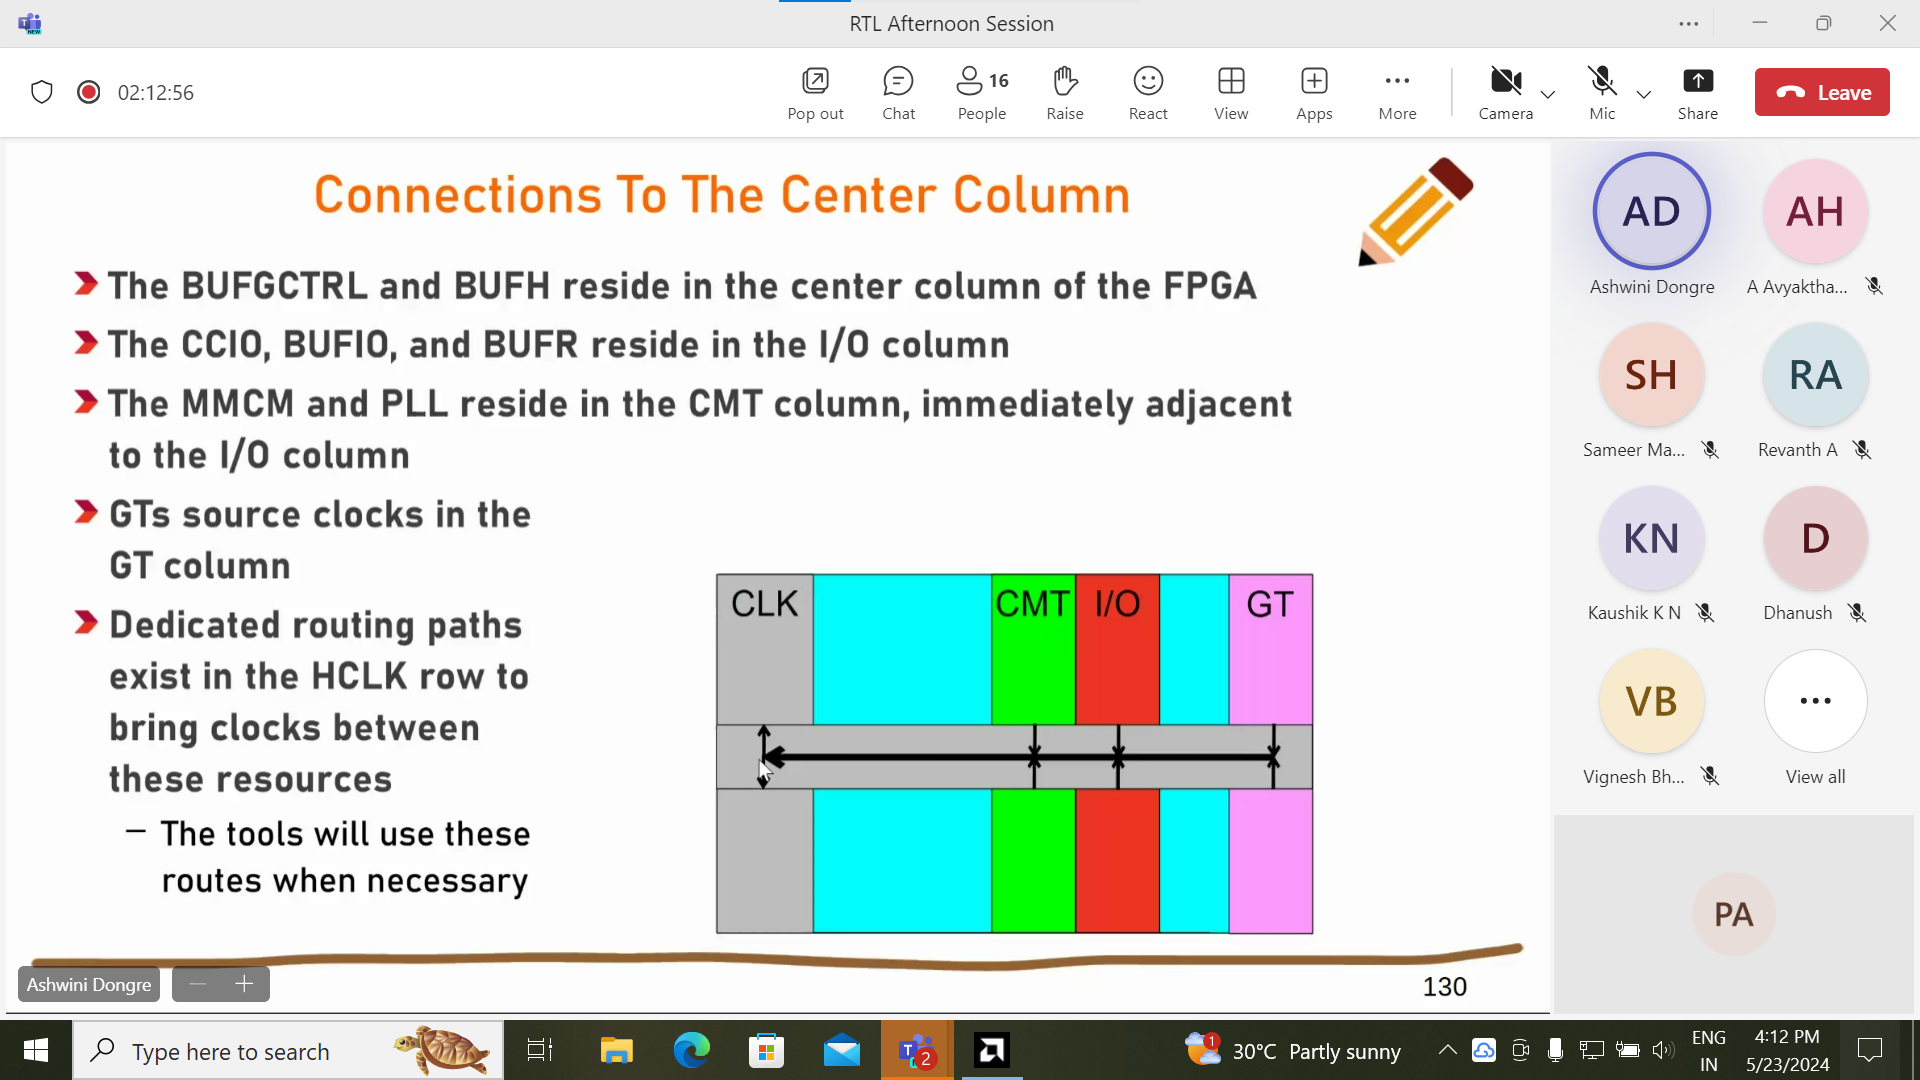 RTL Afternoon Session
NEW
02:12:56
Pop out
Chat
16
People
Raise
React
View
Apps
More
Camera
Mic
Share
Leave
Connections To The Center Column
The BUFGCTRL and BUFH reside in the center column of the FPGA
The CCIO, BUFIO, and BUFR reside in the I/O column
The MMCM and PLL reside in the CMT column, immediately adjacent
to the I/O column
GTs source clocks in the
GT column
Dedicated routing paths
exist in the HCLK row to
bring clocks between
these resources
– The tools will use these
routes when necessary
CLK
CMT
I/O
GT
130
Ashwini Dongre
AD
Ashwini Dongre
AH
A Avyaktha...
SH
Sameer Ma...
RA
Revanth A
KN
Kaushik K N
D
Dhanush
VB
Vignesh Bh...
View all
PA
Type here to search
2
1
30°C Partly sunny
ENG
IN
4:12 PM
5/23/2024